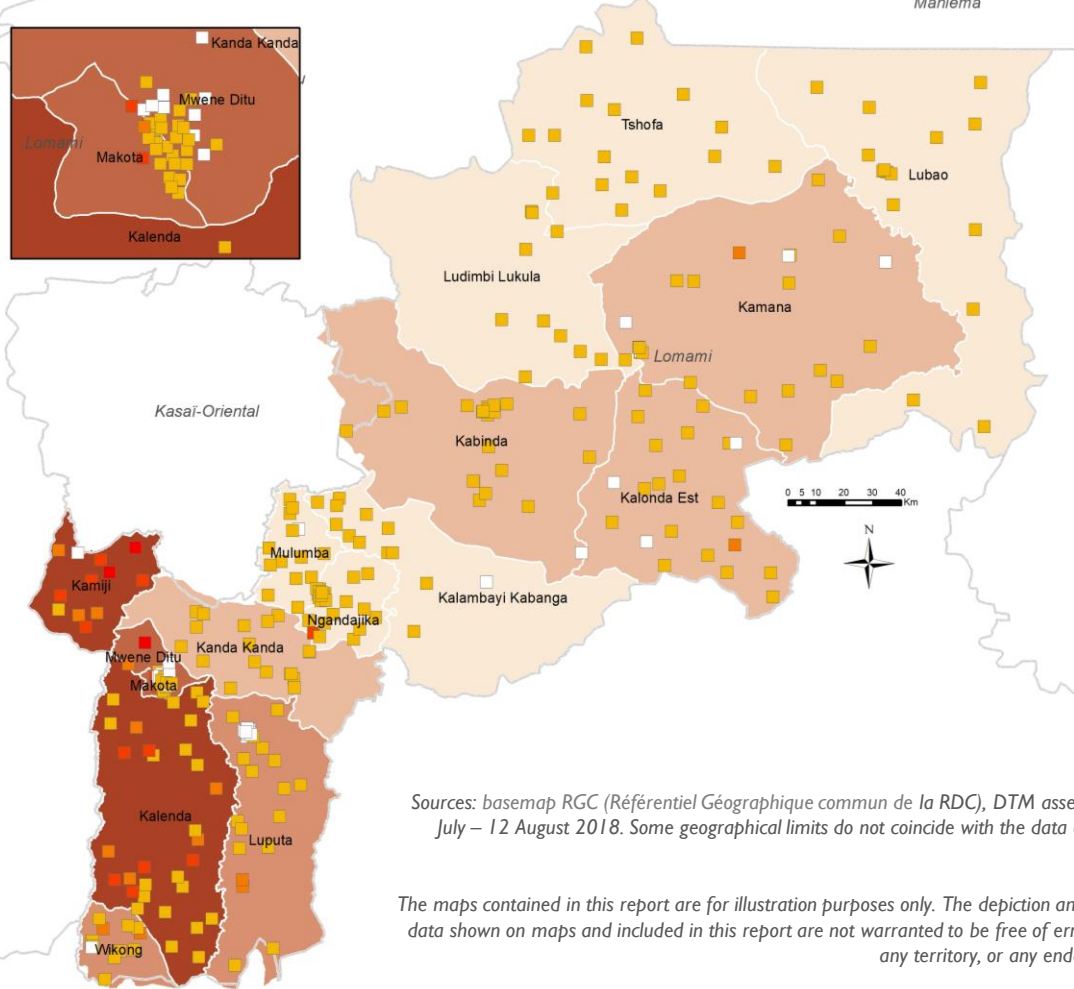 Maniema
Kanda Kanda
Mwene Ditu
Lomami
Makota
Kalenda
Tshofa
Lubao
Ludimbi Lukula
Kamana
Lomami
Kasaï-Oriental
Kabinda
Kalonda Est
0 5 10 20 30 40
Km
N
Mulumba
Kamiji
Kalambayi Kabanga
Ngandajika
Kanda Kanda
Mwene Ditu
Makota
Kalenda
Luputa
Wikong
Sources: basemap RGC (Référentiel Géographique commun de la RDC), DTM asse
July – 12 August 2018. Some geographical limits do not coincide with the data
The maps contained in this report are for illustration purposes only. The depiction an
data shown on maps and included in this report are not warranted to be free of err
any territory, or any end